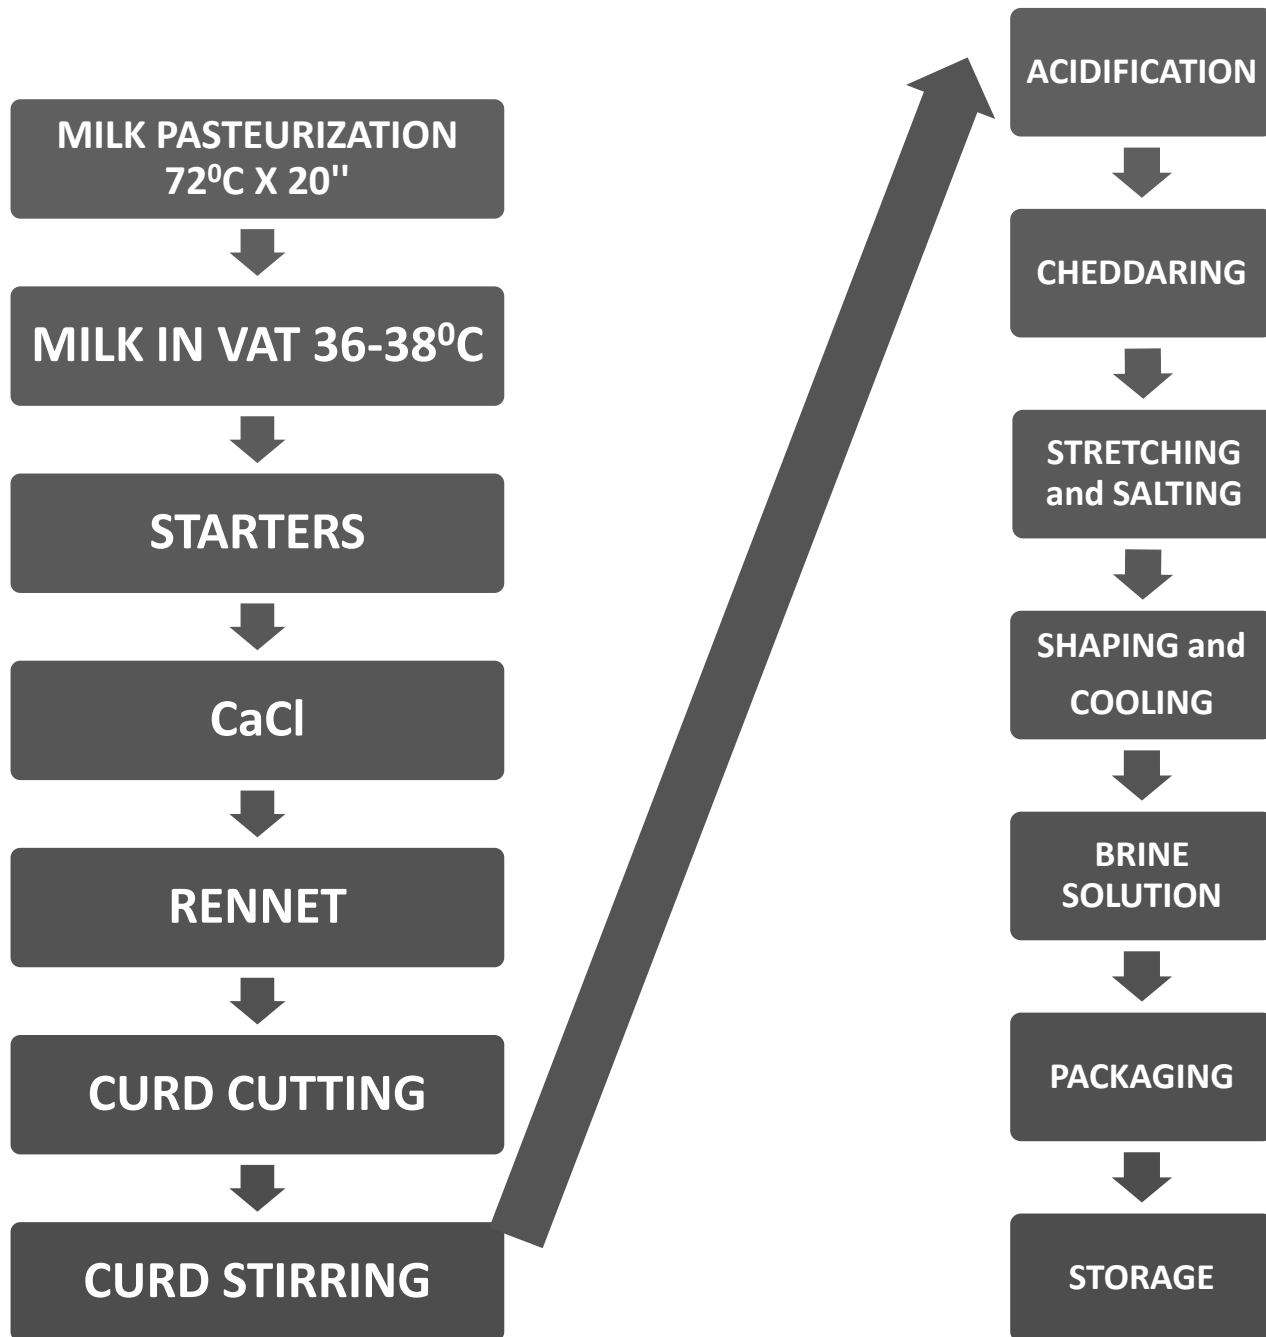 MILK PASTEURIZATION
72⁰C X 20''
MILK IN VAT 36-38⁰C
STARTERS
CaCl
RENNET
CURD CUTTING
CURD STIRRING
ACIDIFICATION
CHEDDARING
STRETCHING
and SALTING
SHAPING and
COOLING
BRINE
SOLUTION
PACKAGING
STORAGE